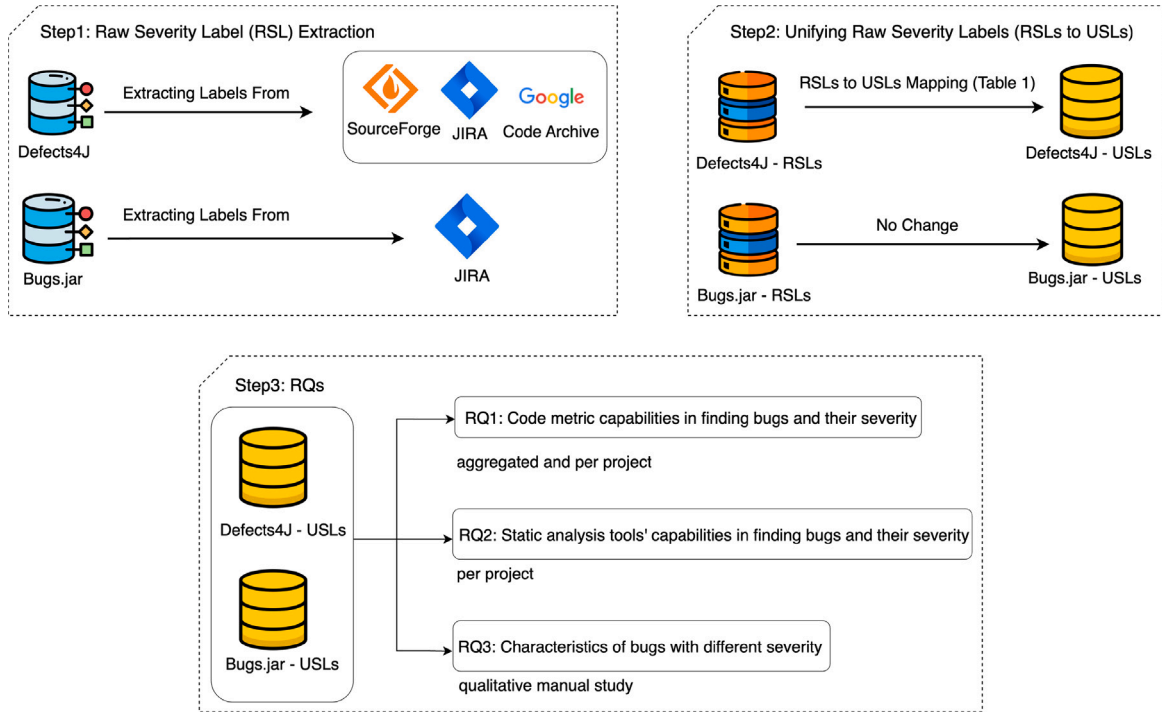 Step1: Raw Severity Label (RSL) Extraction
Extracting Labels From
Defects4J
SourceForge
JIRA
Google
Code Archive
Extracting Labels From
Bugs.jar
JIRA
Step2: Unifying Raw Severity Labels (RSLs to USLs)
RSLs to USLs Mapping (Table 1)
Defects4J - RSLs
Defects4J - USLs
No Change
Bugs.jar - RSLs
Bugs.jar - USLs
Step3: RQs
Defects4J - USLs
Bugs.jar - USLs
RQ1: Code metric capabilities in finding bugs and their severity
aggregated and per project
RQ2: Static analysis tools' capabilities in finding bugs and their severity
per project
RQ3: Characteristics of bugs with different severity
qualitative manual study